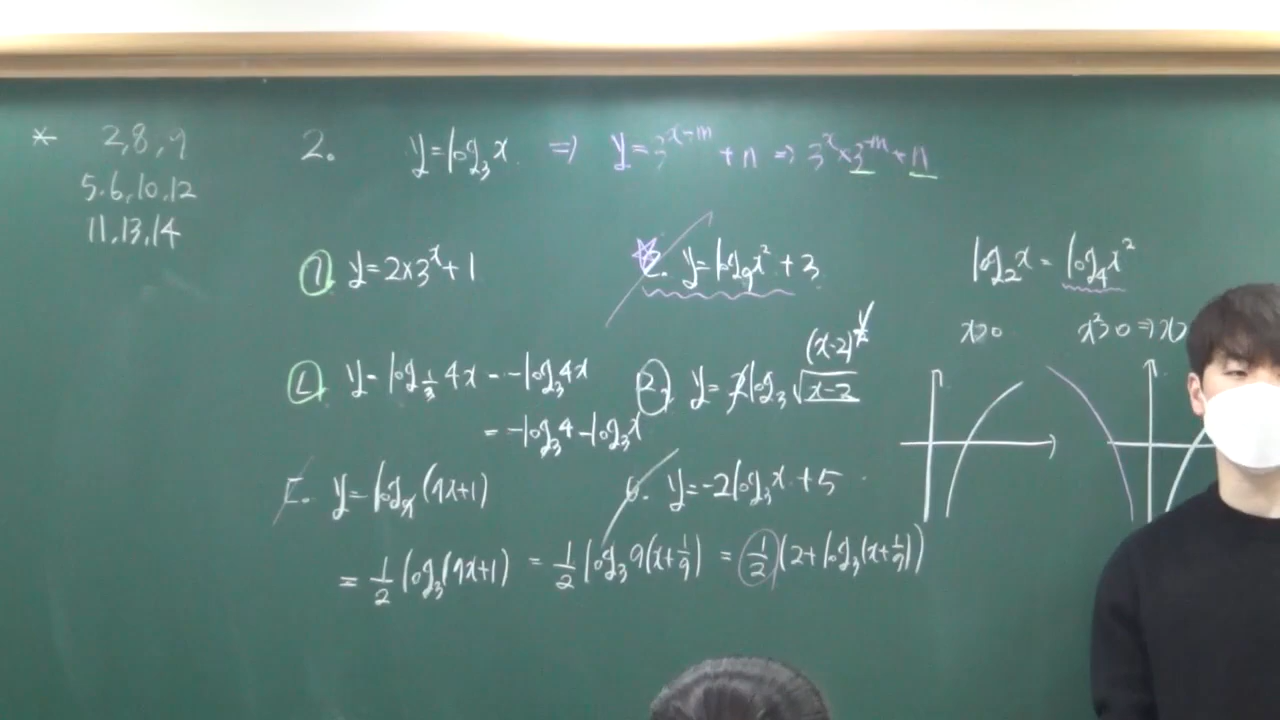 * 2,8,9
5.6,10,12
11,13,14
2. y=log₃x ⇒ y=3^(x-m) + n ⇒ 3^x×3^(-m)+n
ㄱ y=2×3^x+1
ㄹ. y=log₉x²+3
log₂x = log₄x²
x>0
x²>0 ⇒
ㄴ y=log_(1/3) 4x = -log₃4x
= -log₃4-log₃x
y=2log₃√(x-2)
(x-2)^(1/2)
ㄷ. y=log₉(9x+1)
ㅂ. y=-2log₃x+5
= 1/2 log₃(9x+1) = 1/2 log₃9(x+1/9) = 1/2(2+log₃(x+1/9))